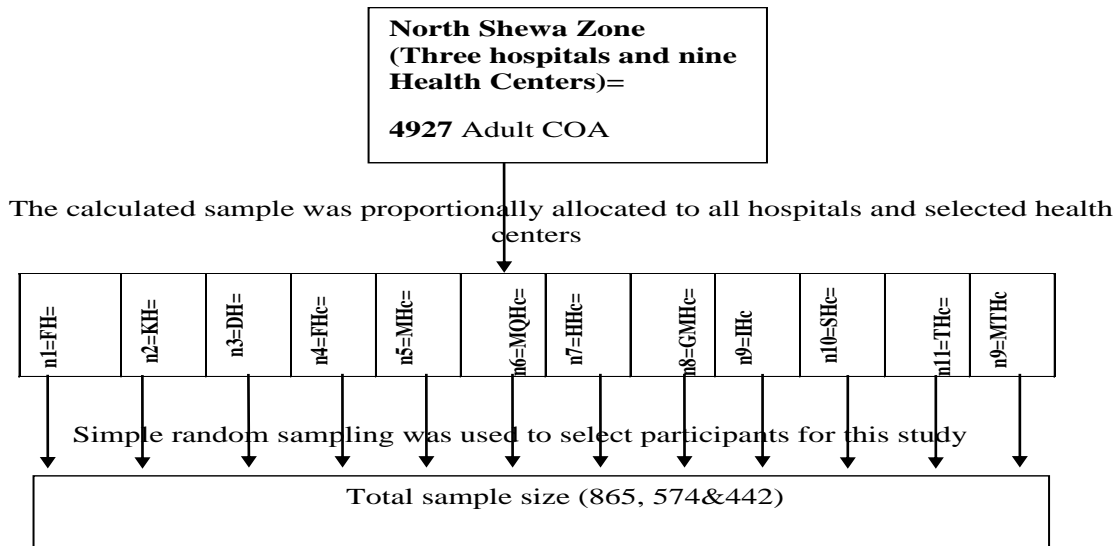 North Shewa Zone
(Three hospitals and nine
Health Centers)=
4927 Adult COA
The calculated sample was proportionally allocated to all hospitals and selected health
centers
n1=FH=
n2=KH=
n3=DH=
n4=FHc=
n5=MHc=
n6=MQHc=
n7=HHc=
n8=GMHc=
n9=IHc
n10=SHc=
n11=THc=
n9=MTHc
Simple random sampling was used to select participants for this study
Total sample size (865, 574&442)